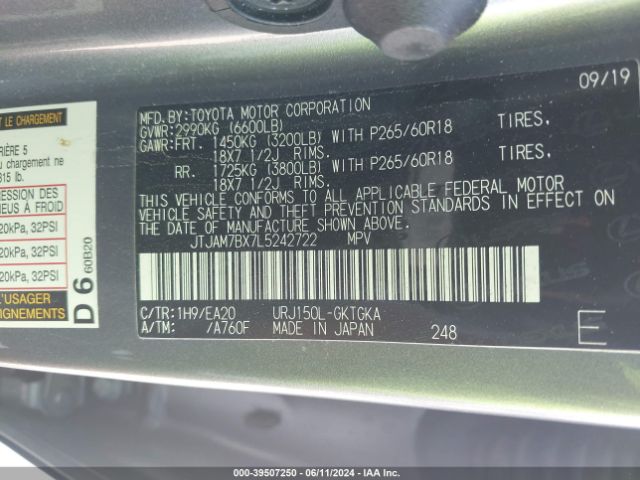 09/19
MFD. BY: TOYOTA MOTOR CORPORATION
GVWR: 2990KG (6600LB)
GAWR: FRT. 1450KG (3200LB) WITH P265/60R18 TIRES,
18X7 1/2J RIMS.
RR. 1725KG (3800LB) WITH P265/60R18 TIRES,
18X7 1/2J RIMS.
THIS VEHICLE CONFORMS TO ALL APPLICABLE FEDERAL MOTOR
VEHICLE SAFETY AND THEFT PREVENTION STANDARDS IN EFFECT ON
THE DATE OF MANUFACTURE SHOWN ABOVE.
JTJAM7BX7L5242722 MPV
C/TR: 1H9/EA20 URJ150L-GKTGKA
A/TM: /A760F MADE IN JAPAN 248 E
T LE CHARGEMENT
RIÈRE 5
u chargement ne
815 lb.
RESSION DES
NEUS À FROID
20kPa, 32PSI
20kPa, 32PSI
20kPa, 32PSI
L'USAGER
IGNEMENTS
D6 60B20
000-39507250 - 06/11/2024 - IAA Inc.